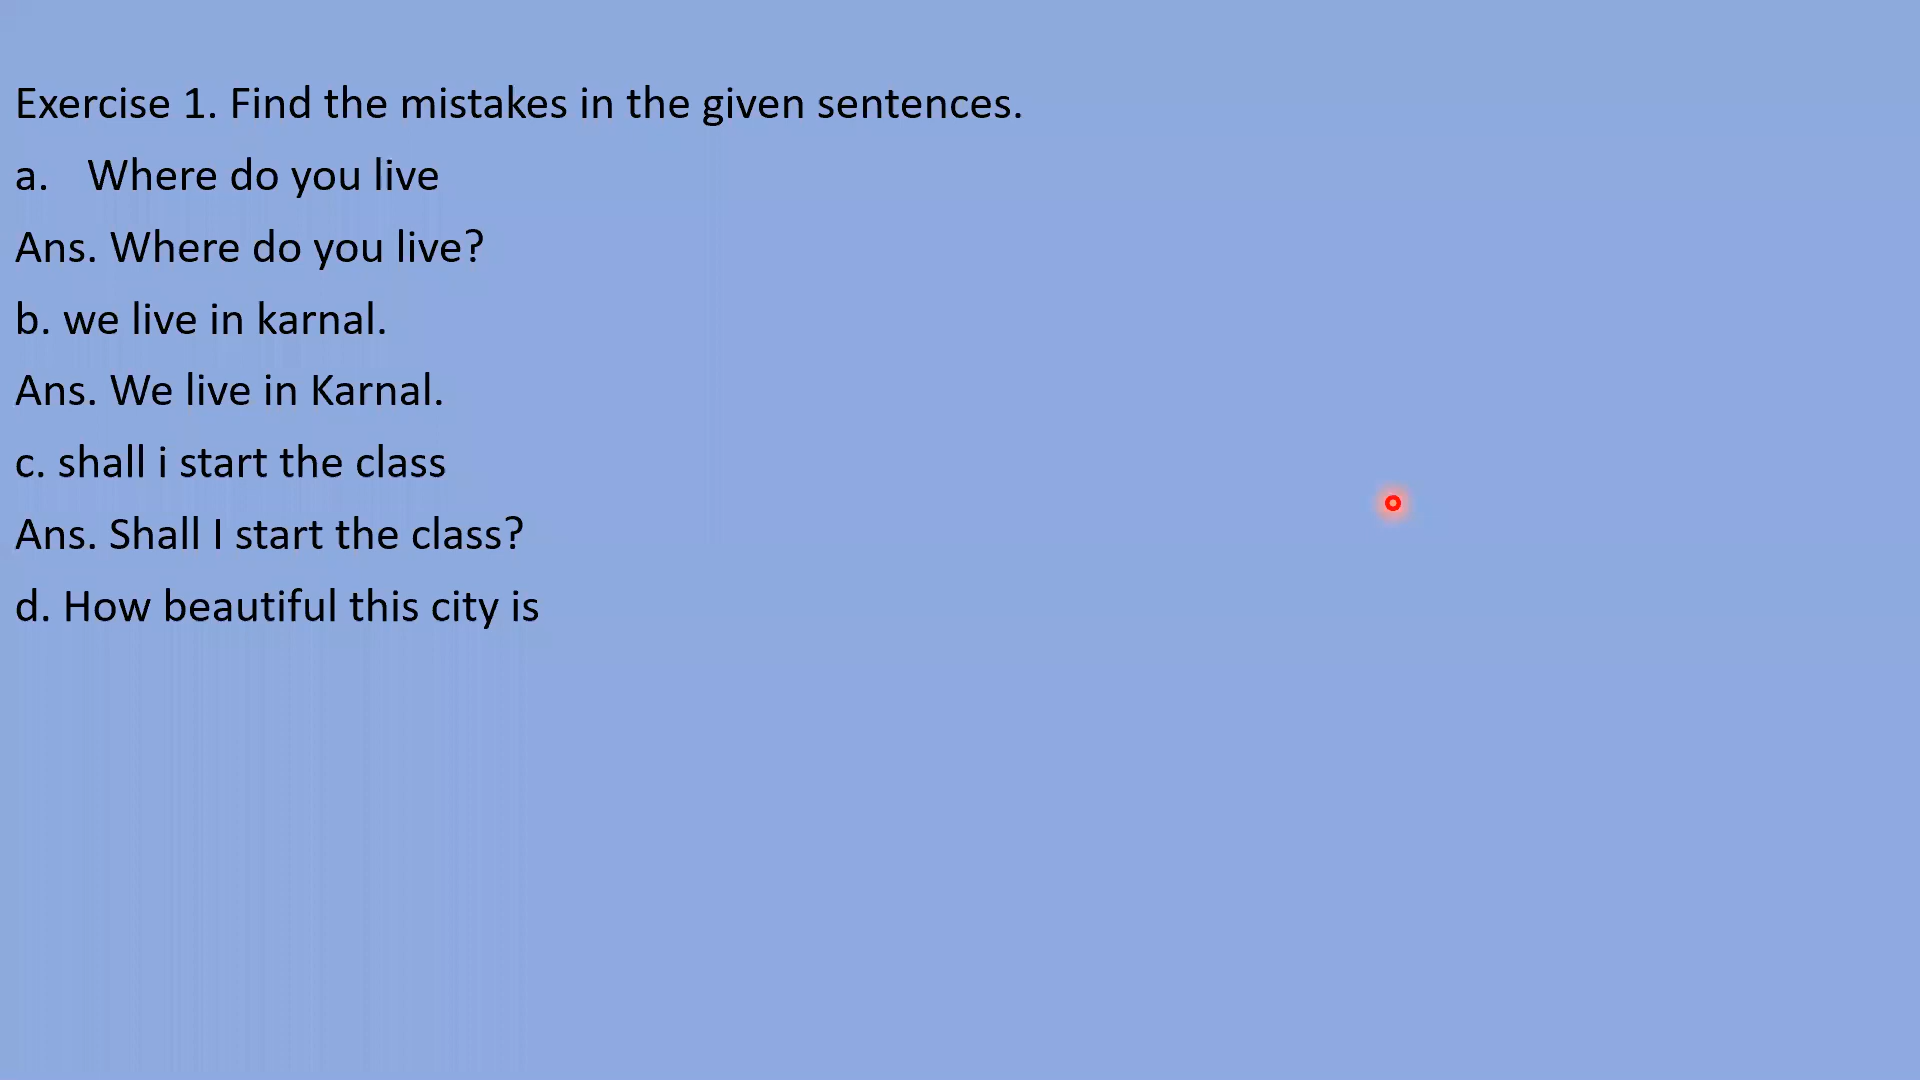 Exercise 1. Find the mistakes in the given sentences.
a. Where do you live
Ans. Where do you live?
b. we live in karnal.
Ans. We live in Karnal.
c. shall i start the class
Ans. Shall I start the class?
d. How beautiful this city is